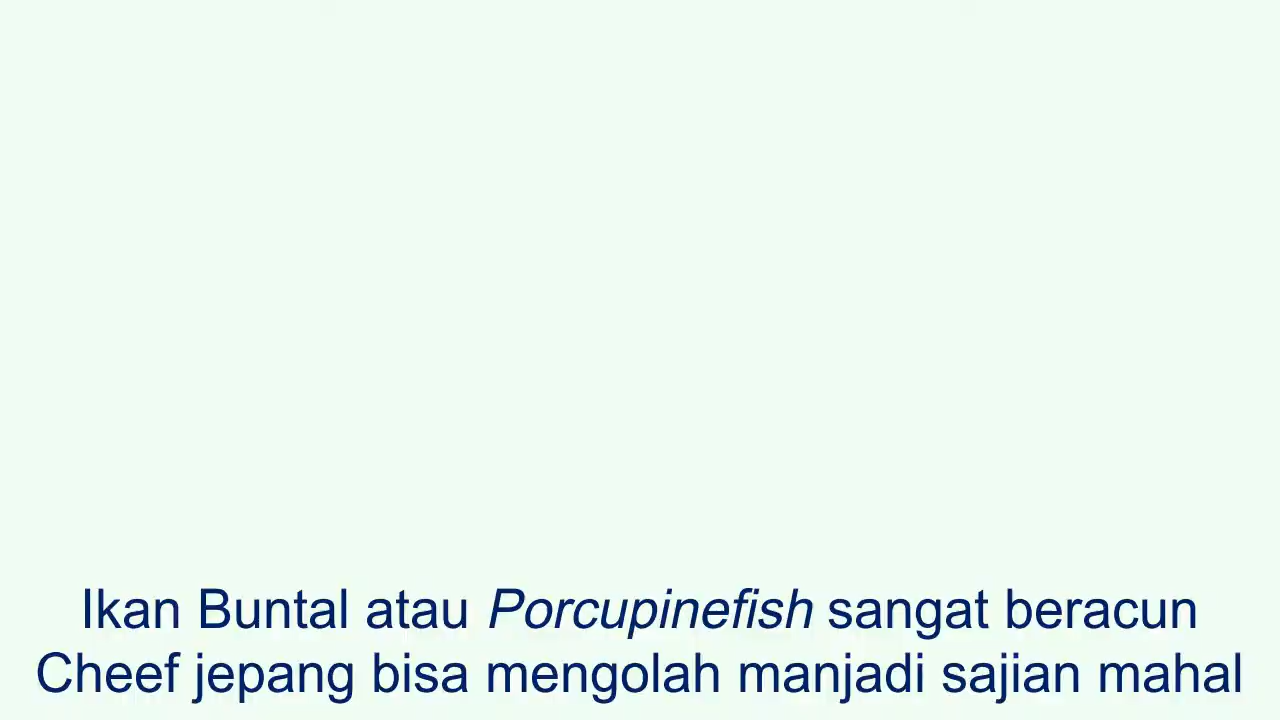 Ikan Buntal atau Porcupinefish sangat beracun
Cheef jepang bisa mengolah manjadi sajian mahal